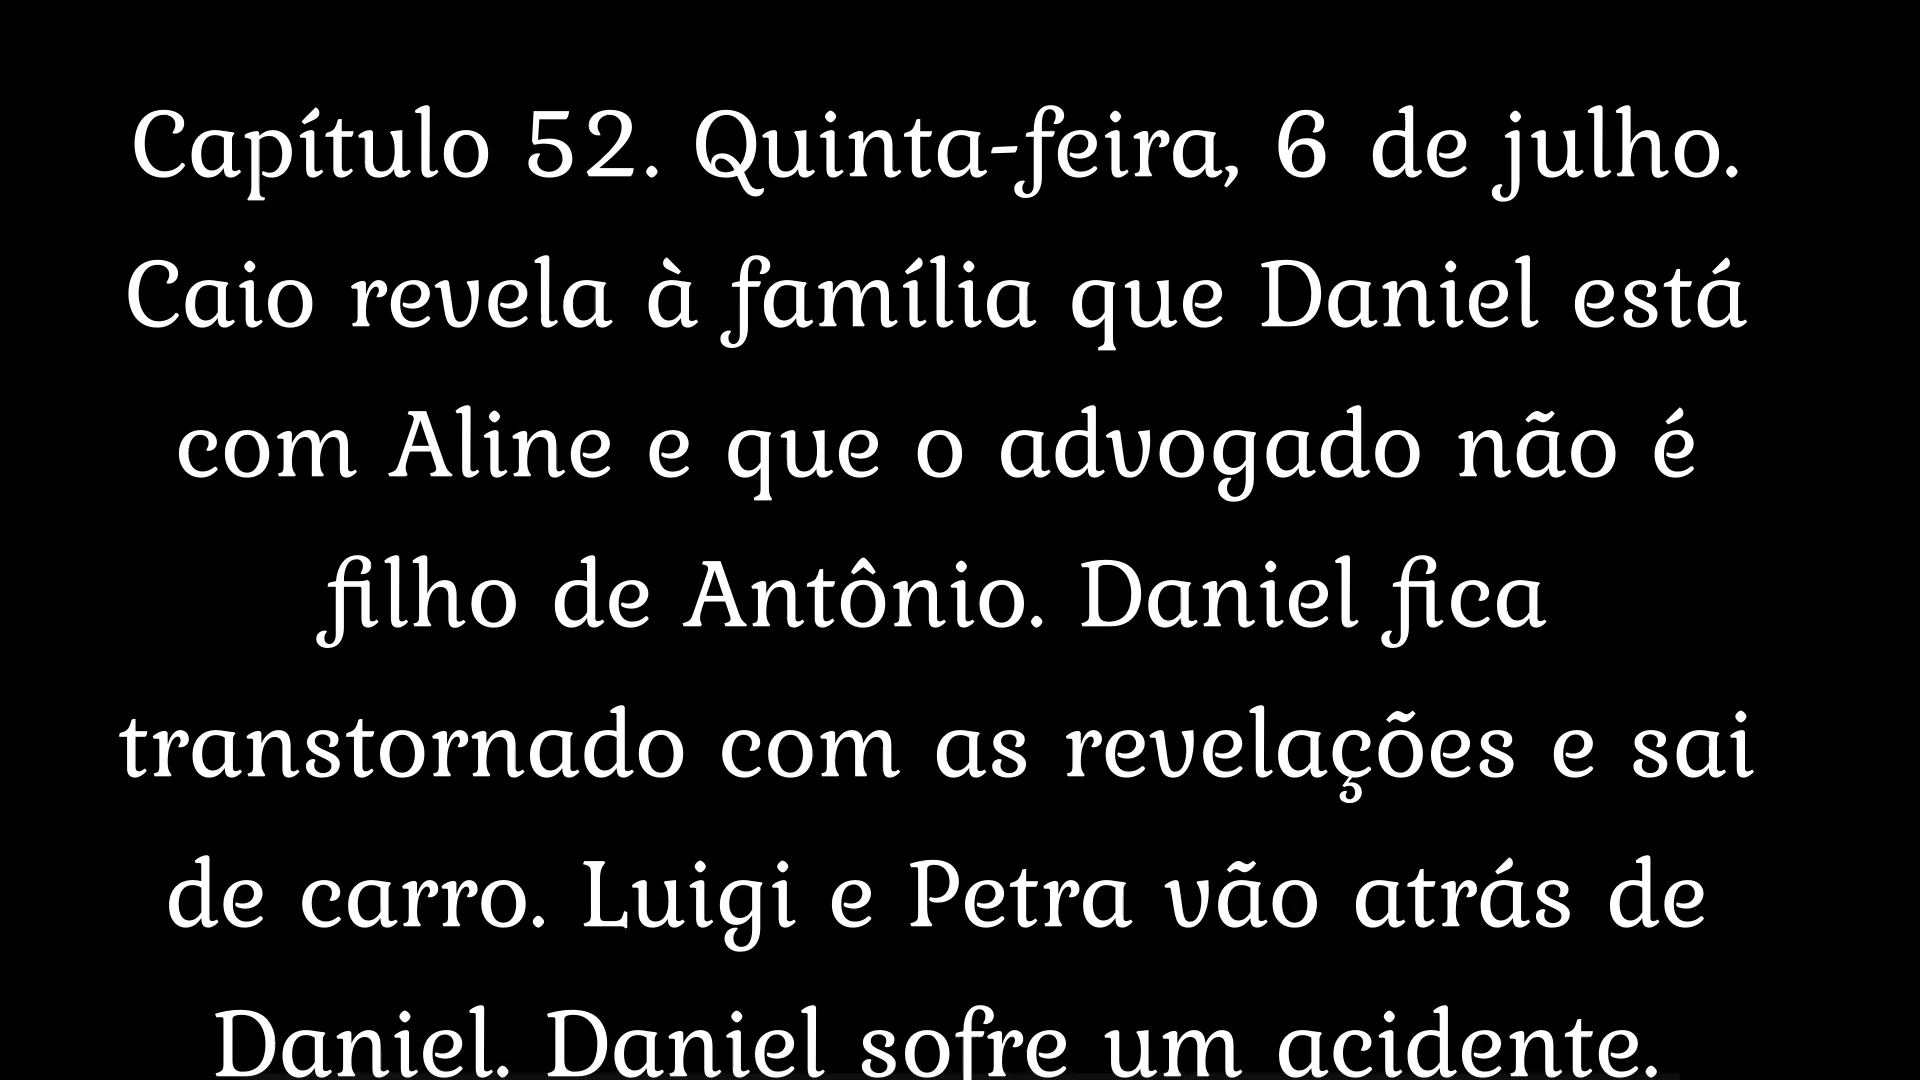 Capítulo 52. Quinta-feira, 6 de julho.
Caio revela à família que Daniel está
com Aline e que o advogado não é
filho de Antônio. Daniel fica
transtornado com as revelações e sai
de carro. Luigi e Petra vão atrás de
Daniel. Daniel sofre um acidente.